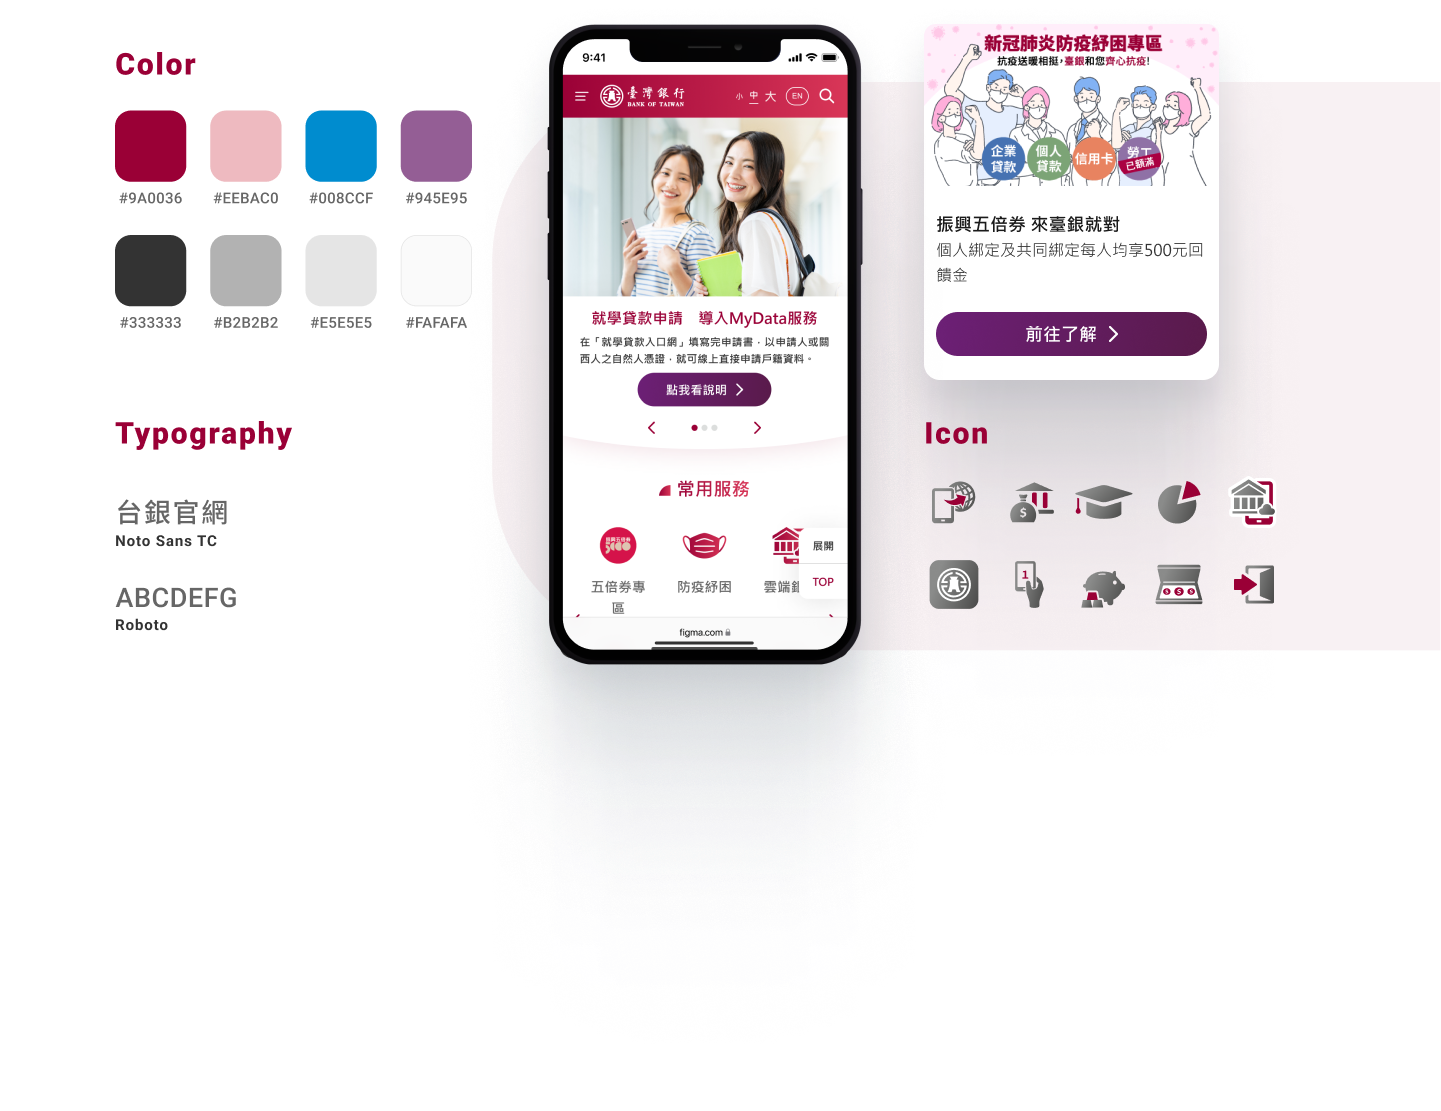 Color
#9A0036
#EEBAC0
#008CCF
#945E95
#333333
#B2B2B2
#E5E5E5
#FAFAFA
Typography
台銀官網
Noto Sans TC
ABCDEFG
Roboto
9:41
臺灣銀行
BANK OF TAIWAN
小 中 大 EN
就學貸款申請 導入MyData服務
在「就學貸款入口網」填寫完申請書，以申請人或關
西人之自然人憑證，就可線上直接申請戶籍資料。
點我看說明
常用服務
振興五倍券
5000
五倍券專
區
防疫紓困
雲端銀
展開
TOP
figma.com
新冠肺炎防疫紓困專區
抗疫送暖相挺，臺銀和您齊心抗疫！
企業
貸款
個人
貸款
信用卡
勞工
已額滿
振興五倍券 來臺銀就對
個人綁定及共同綁定每人均享500元回
饋金
前往了解
Icon
$
1
$ $ $